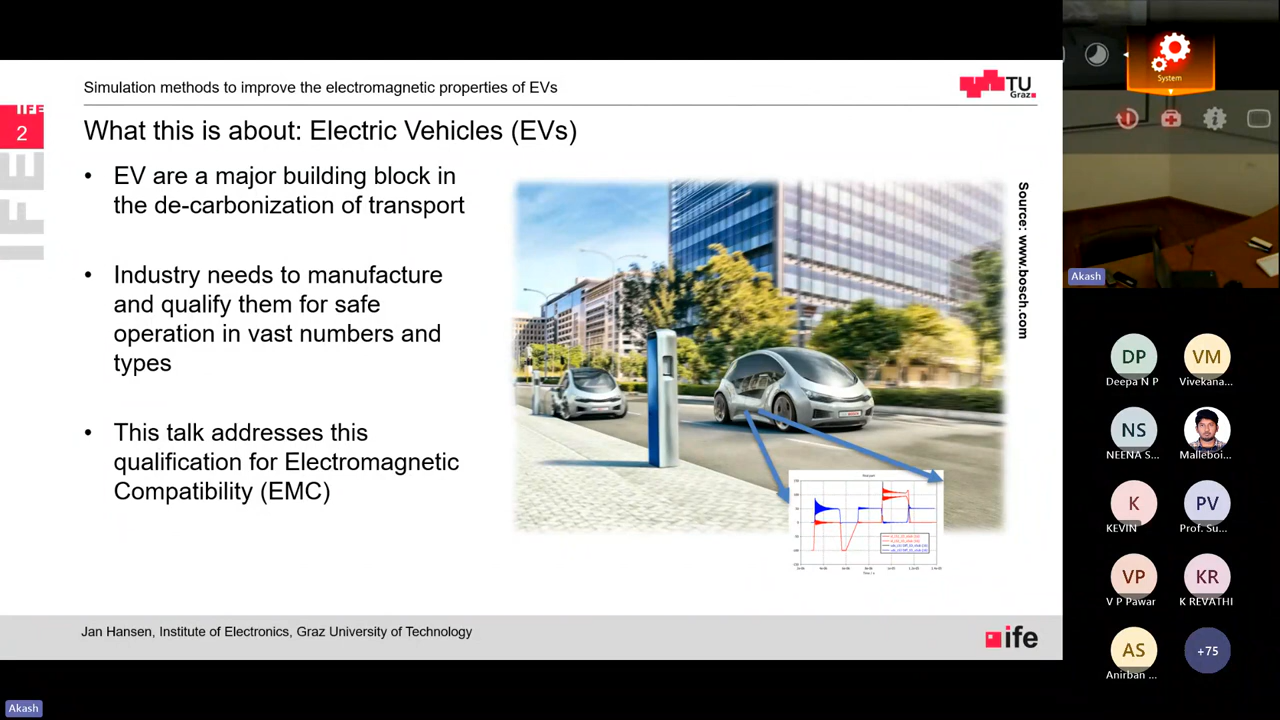 Simulation methods to improve the electromagnetic properties of EVs
TU
Graz
IFE
2
IFE
What this is about: Electric Vehicles (EVs)
• EV are a major building block in
the de-carbonization of transport
• Industry needs to manufacture
and qualify them for safe
operation in vast numbers and
types
• This talk addresses this
qualification for Electromagnetic
Compatibility (EMC)
Source: www.bosch.com
Jan Hansen, Institute of Electronics, Graz University of Technology
ife
Akash
System
Akash
DP
Deepa N P
VM
Vivekana...
NS
NEENA S...
Malleboi...
K
KEVIN
PV
Prof. Su...
VP
V P Pawar
KR
K REVATHI
AS
Anirban ...
+75